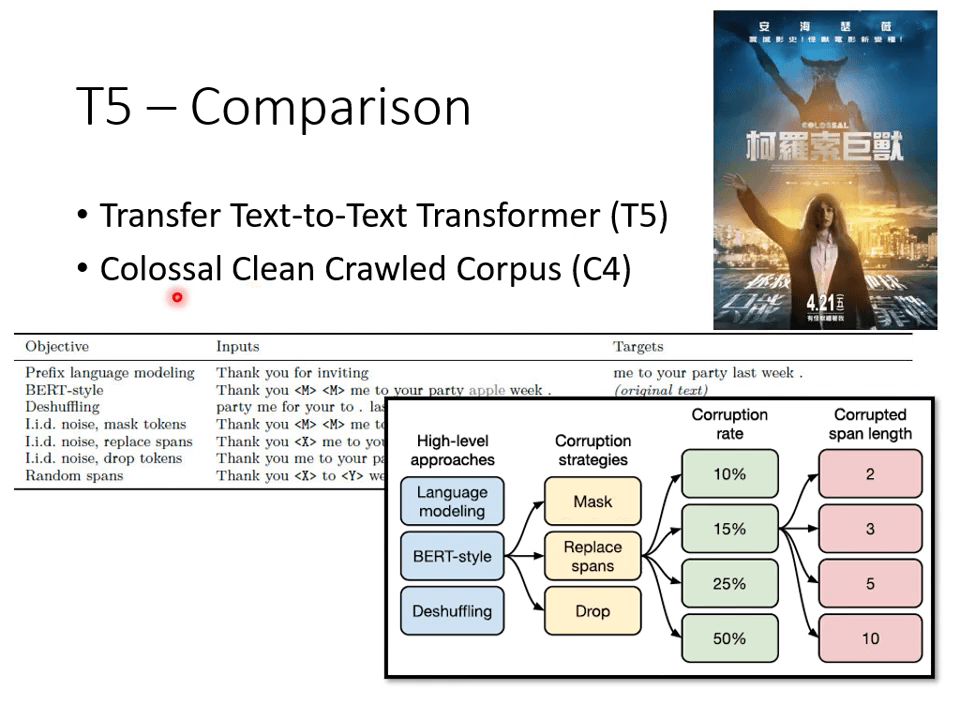 T5 – Comparison
• Transfer Text-to-Text Transformer (T5)
• Colossal Clean Crawled Corpus (C4)
安 海 瑟 薇
COLOSSAL
柯羅索巨獸
拯救
只能
4.21(五)
Objective Inputs Targets
Prefix language modeling Thank you for inviting me to your party last week .
BERT-style Thank you <M> <M> me to your party apple week . (original text)
Deshuffling party me for your to . las
I.i.d. noise, mask tokens Thank you <M> <M> me to
I.i.d. noise, replace spans Thank you <X> me to you
I.i.d. noise, drop tokens Thank you me to your pa
Random spans Thank you <X> to <Y> we
High-level
approaches
Language
modeling
BERT-style
Deshuffling
Corruption
strategies
Mask
Replace
spans
Drop
Corruption
rate
10%
15%
25%
50%
Corrupted
span length
2
3
5
10